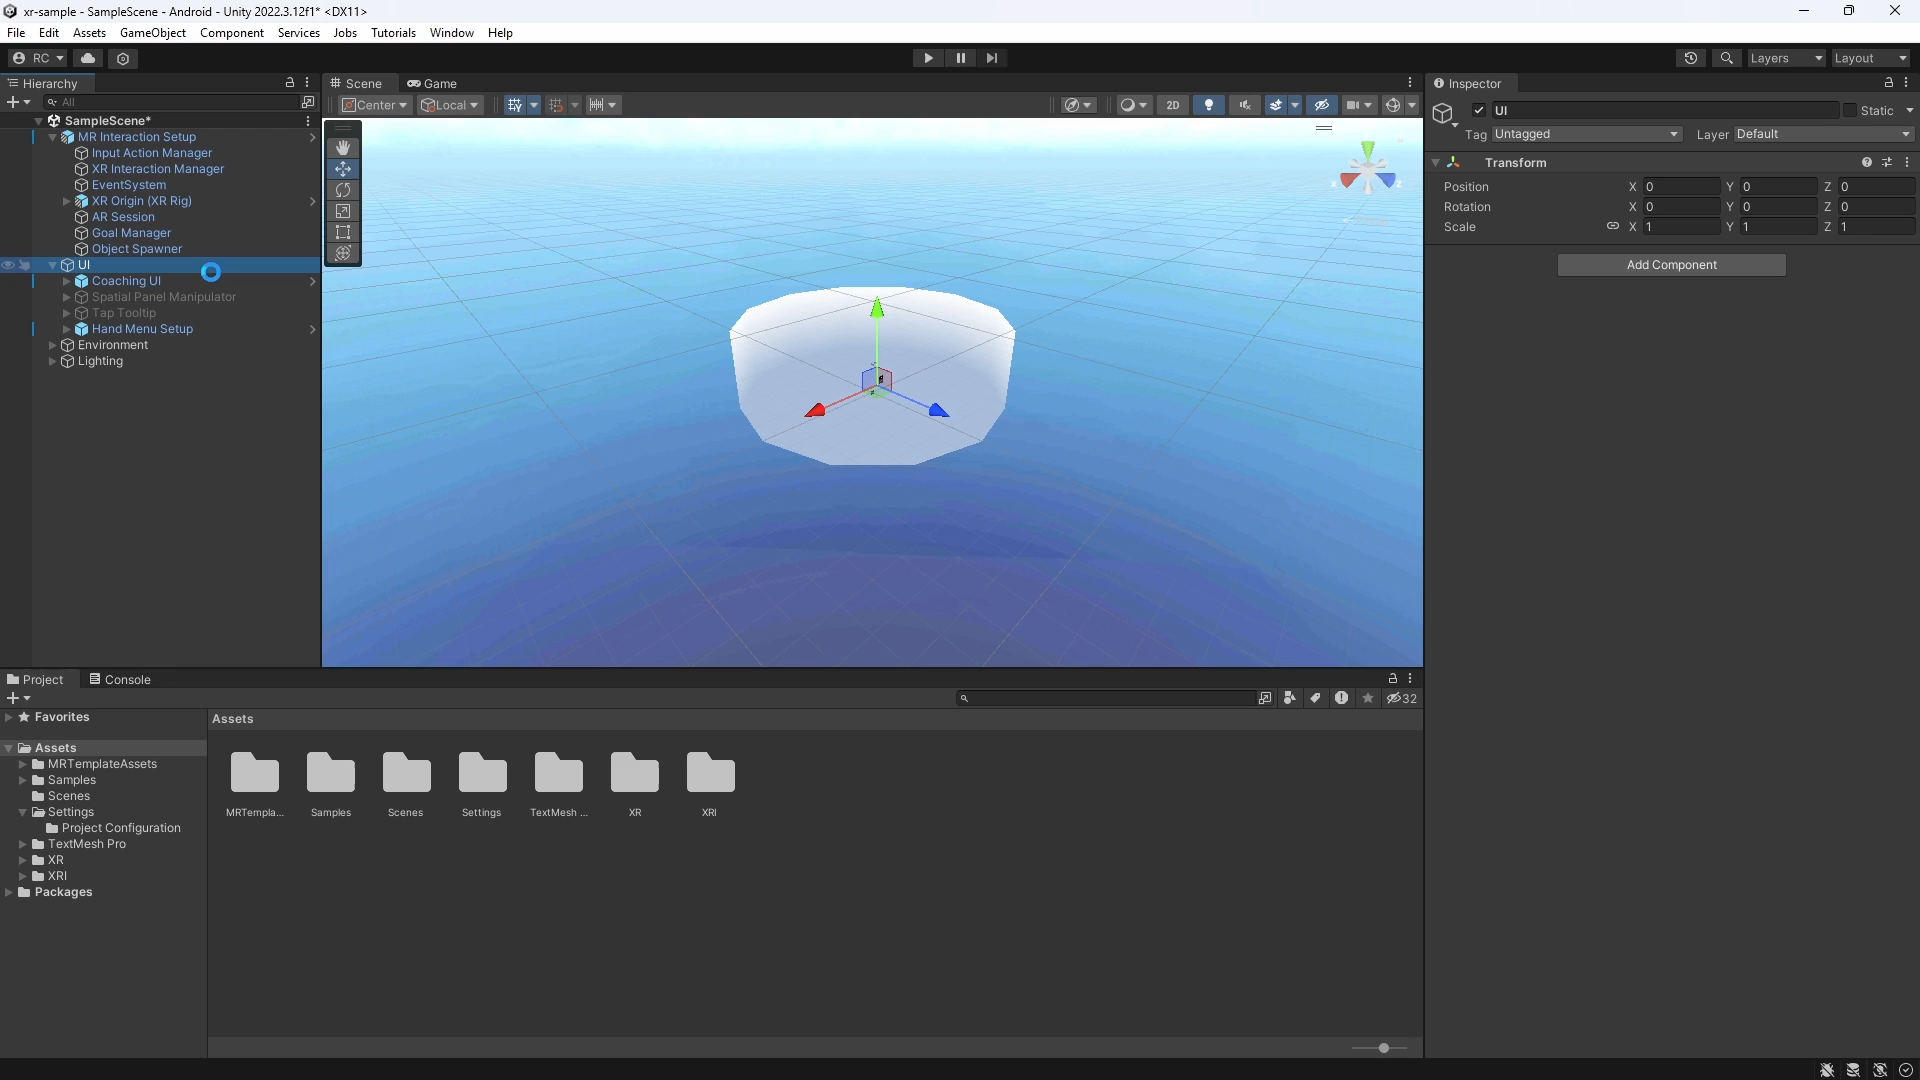 xr-sample - SampleScene - Android - Unity 2022.3.12f1* <DX11>
File Edit Assets GameObject Component Services Jobs Tutorials Window Help
RC Layers Layout
Hierarchy
All
SampleScene*
MR Interaction Setup
Input Action Manager
XR Interaction Manager
EventSystem
XR Origin (XR Rig)
AR Session
Goal Manager
Object Spawner
UI
Coaching UI
Spatial Panel Manipulator
Tap Tooltip
Hand Menu Setup
Environment
Lighting
Scene Game
Center Local 2D
Inspector
UI Static
Tag Untagged Layer Default
Transform
Position X 0 Y 0 Z 0
Rotation X 0 Y 0 Z 0
Scale X 1 Y 1 Z 1
Add Component
Project Console
32
Favorites
Assets
MRTemplateAssets
Samples
Scenes
Settings
Project Configuration
TextMesh Pro
XR
XRI
Packages
Assets
MRTempla... Samples Scenes Settings TextMesh ... XR XRI